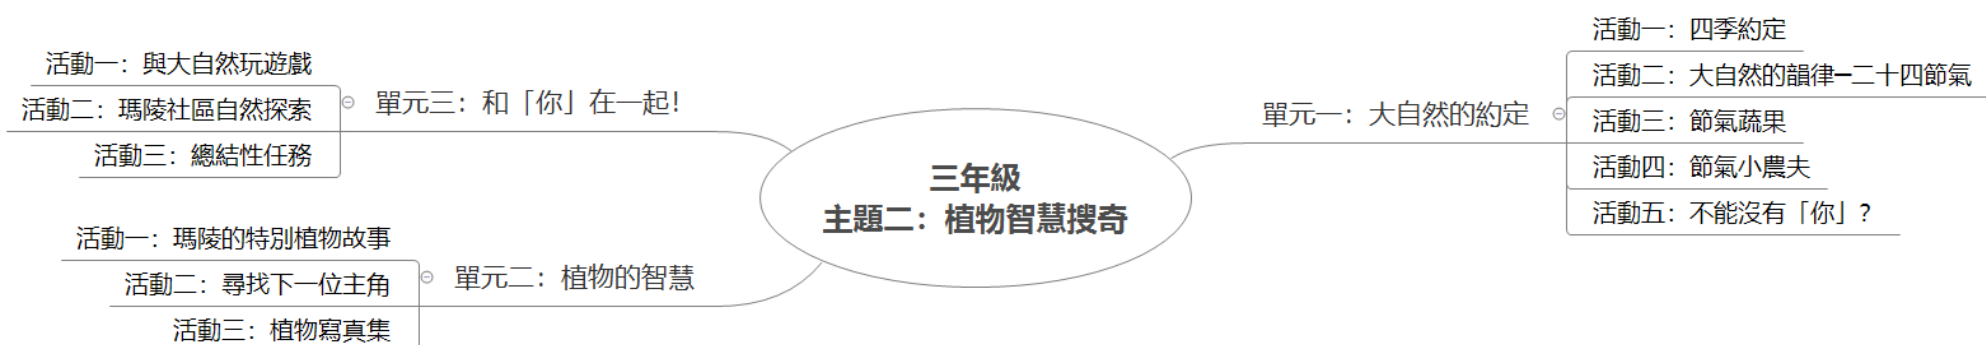 三年級
主題二：植物智慧搜奇
單元一：大自然的約定
活動一：四季約定
活動二：大自然的韻律─二十四節氣
活動三：節氣蔬果
活動四：節氣小農夫
活動五：不能沒有「你」?
單元二：植物的智慧
活動一：瑪陵的特別植物故事
活動二：尋找下一位主角
活動三：植物寫真集
單元三：和「你」在一起!
活動一：與大自然玩遊戲
活動二：瑪陵社區自然探索
活動三：總結性任務